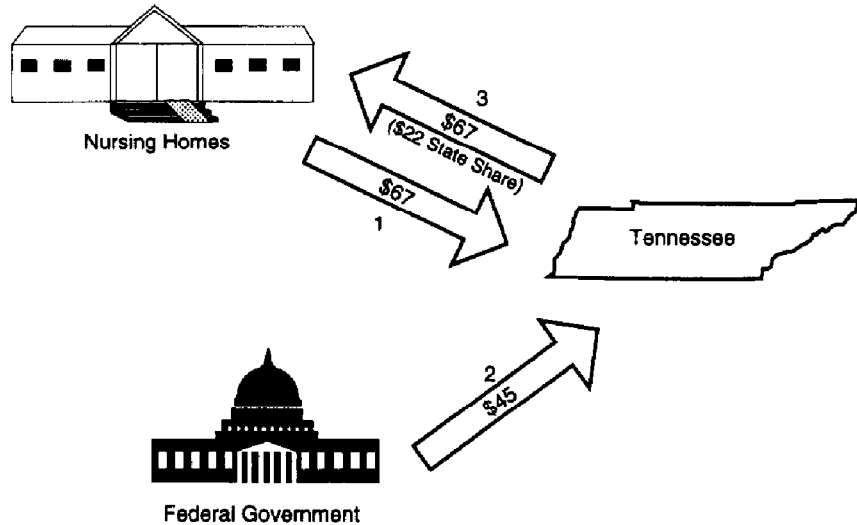 3
$67
($22 State Share)
Nursing Homes
$67
1
Tennessee
2
$45
Federal Government